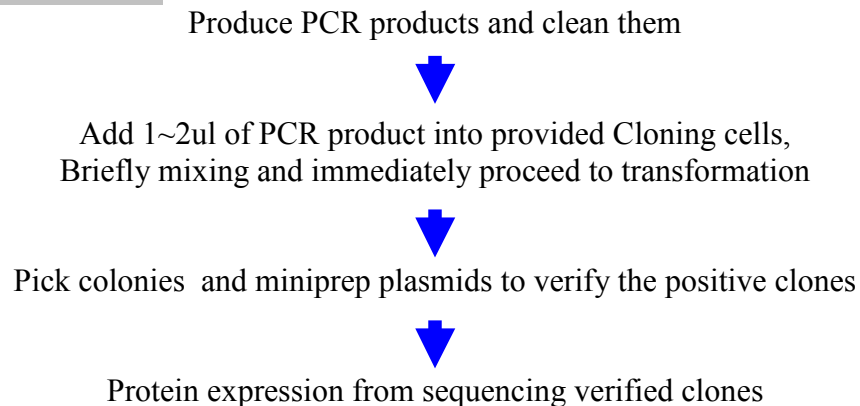 Produce PCR products and clean them
Add 1~2ul of PCR product into provided Cloning cells,
Briefly mixing and immediately proceed to transformation
Pick colonies  and miniprep plasmids to verify the positive clones
Protein expression from sequencing verified clones